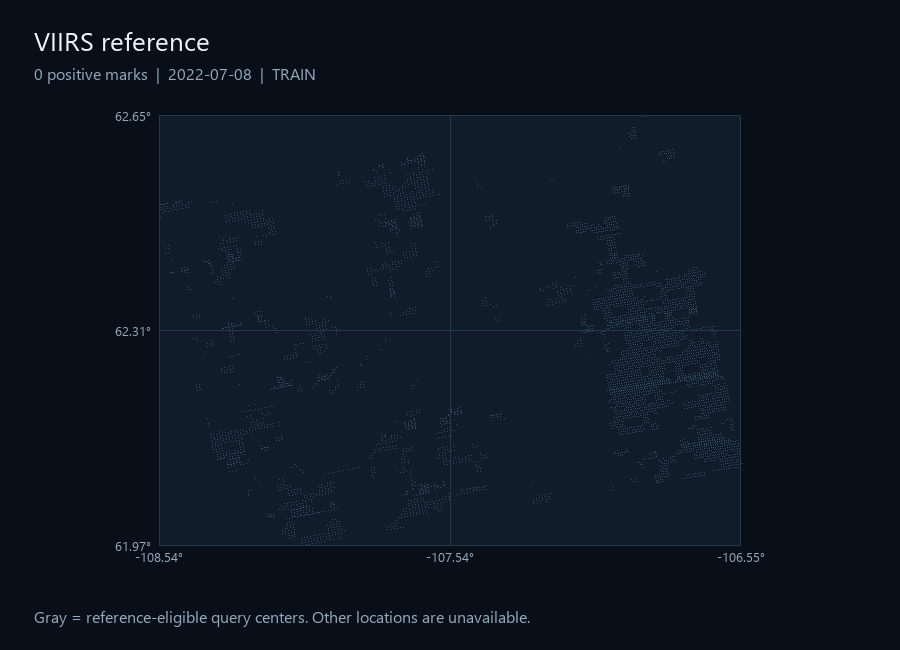 VIIRS reference
0 positive marks | 2022-07-08 | TRAIN
62.65°
62.31°
61.97°
-108.54°
-107.54°
-106.55°
Gray = reference-eligible query centers. Other locations are unavailable.